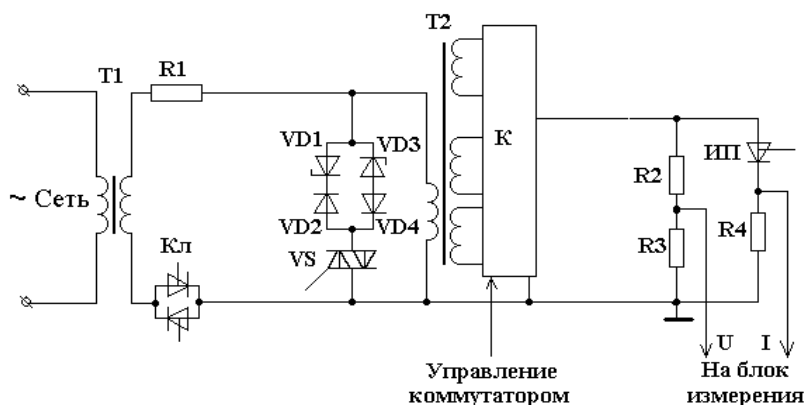 T2
T1
R1
VD1
VD3
К
ИП
R2
~ Сеть
VD2
VD4
R3
R4
Кл
VS
U
I
Управление
коммутатором
На блок
измерения